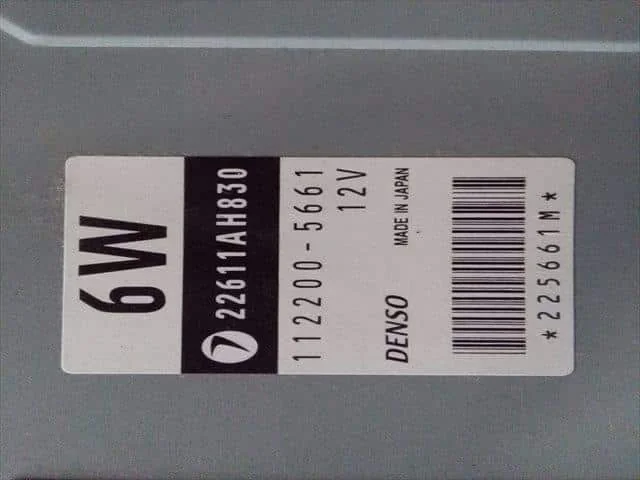 6W
22611AH830
112200-5661
12V
DENSO MADE IN JAPAN
*225661M*